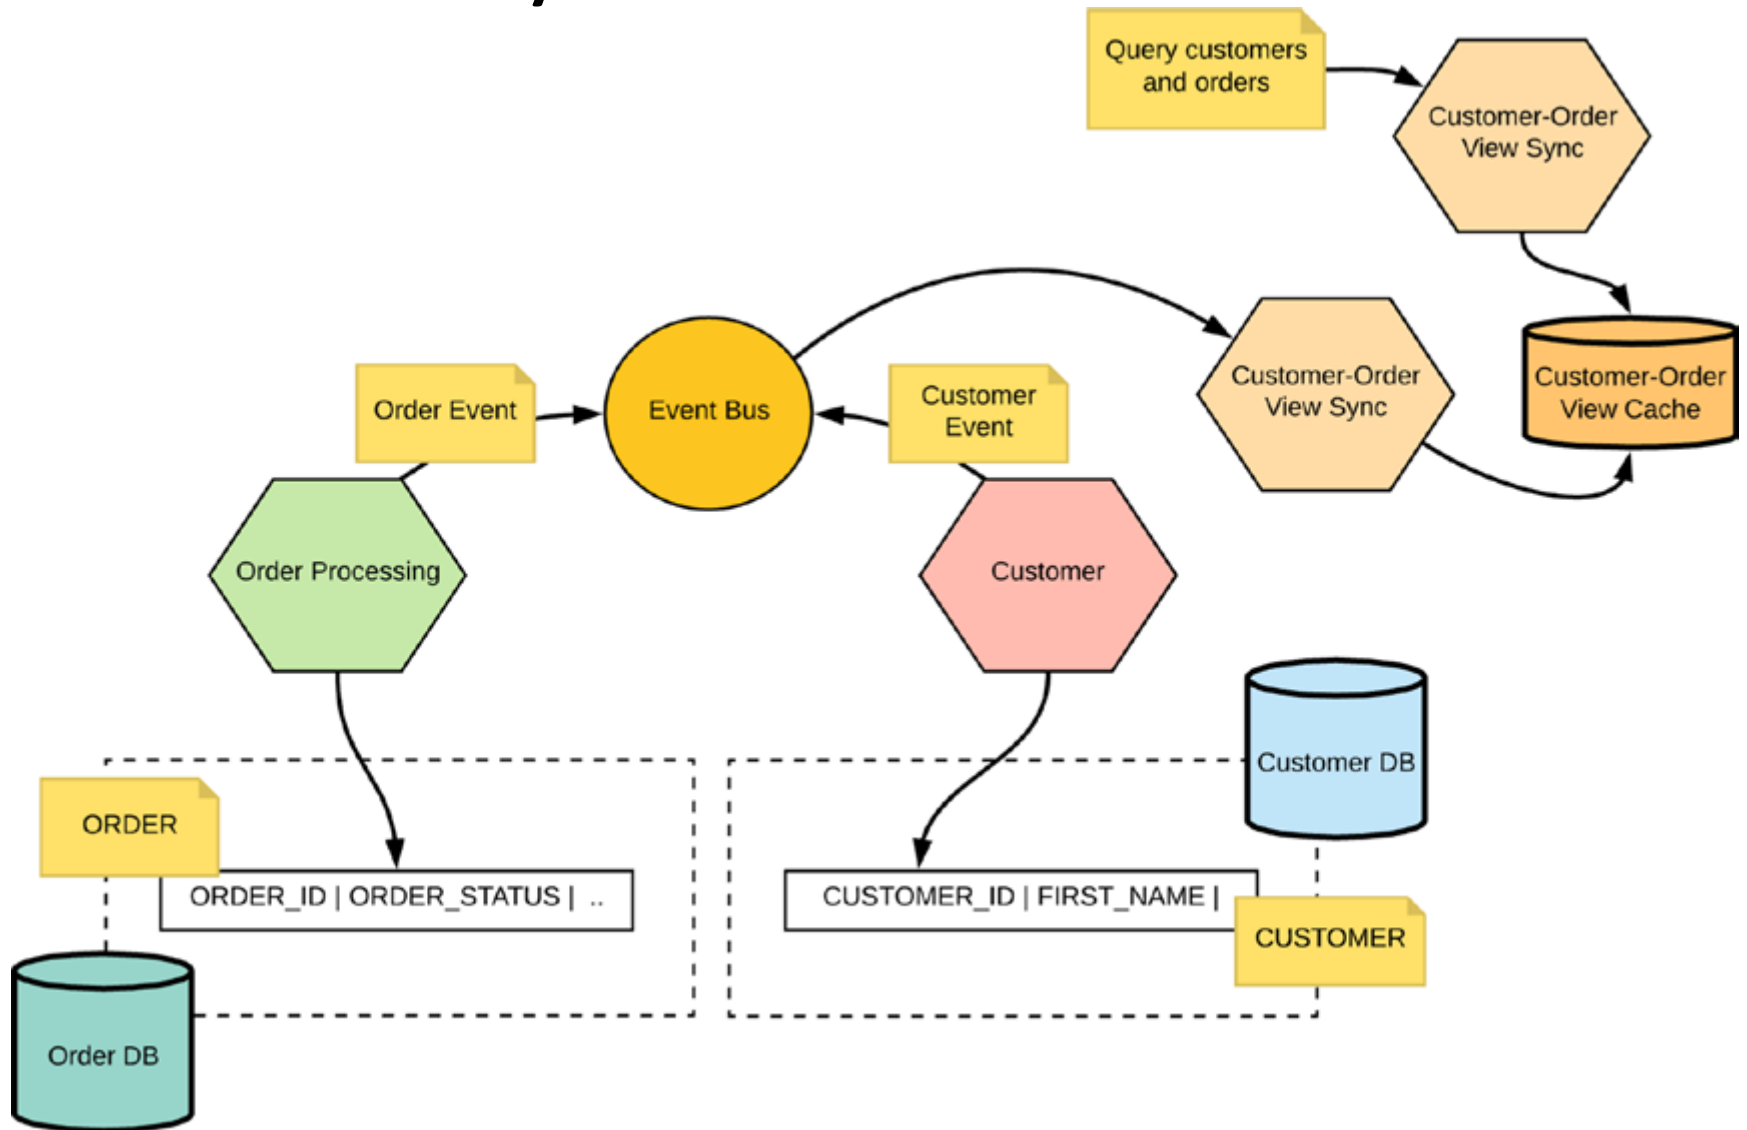 Query customers
and orders
Customer-Order
View Sync
Order Event
Event Bus
Customer
Event
Customer-Order
View Sync
Customer-Order
View Cache
Order Processing
Customer
Customer DB
ORDER
ORDER_ID | ORDER_STATUS | ..
CUSTOMER_ID | FIRST_NAME |
CUSTOMER
Order DB